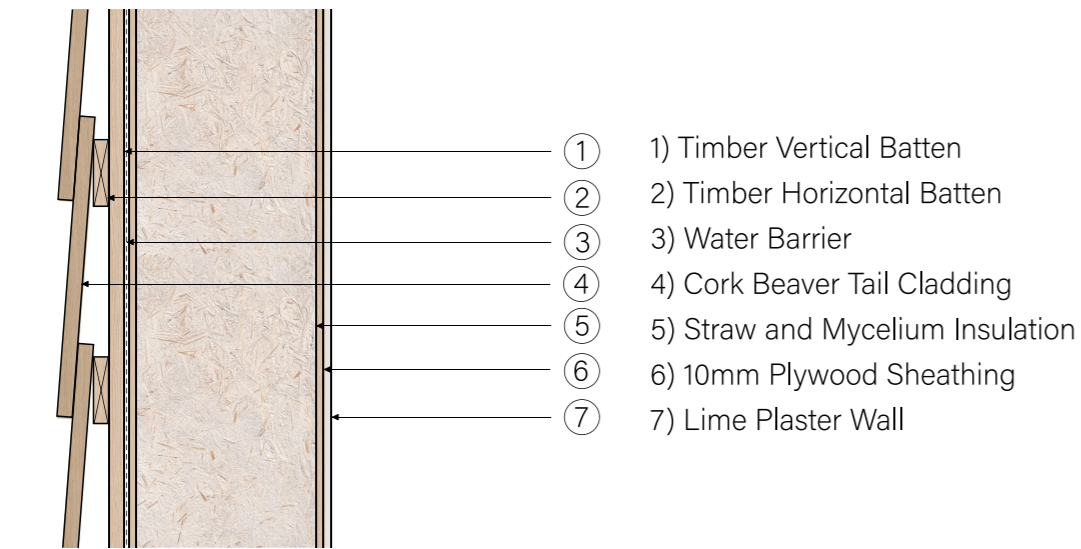 ① 1) Timber Vertical Batten
② 2) Timber Horizontal Batten
③ 3) Water Barrier
④ 4) Cork Beaver Tail Cladding
⑤ 5) Straw and Mycelium Insulation
⑥ 6) 10mm Plywood Sheathing
⑦ 7) Lime Plaster Wall